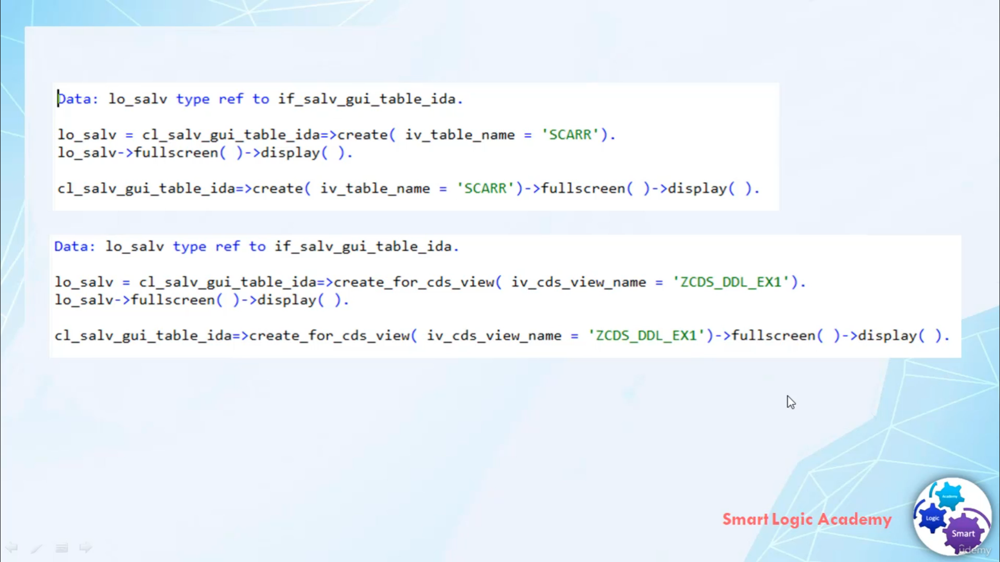 Data: lo_salv type ref to if_salv_gui_table_ida.
lo_salv = cl_salv_gui_table_ida=>create( iv_table_name = 'SCARR').
lo_salv->fullscreen( )->display( ).
cl_salv_gui_table_ida=>create( iv_table_name = 'SCARR')->fullscreen( )->display( ).
Data: lo_salv type ref to if_salv_gui_table_ida.
lo_salv = cl_salv_gui_table_ida=>create_for_cds_view( iv_cds_view_name = 'ZCDS_DDL_EX1').
lo_salv->fullscreen( )->display( ).
cl_salv_gui_table_ida=>create_for_cds_view( iv_cds_view_name = 'ZCDS_DDL_EX1')->fullscreen( )->display( ).
Smart Logic Academy
Academy
Logic
Smart
ûdemy